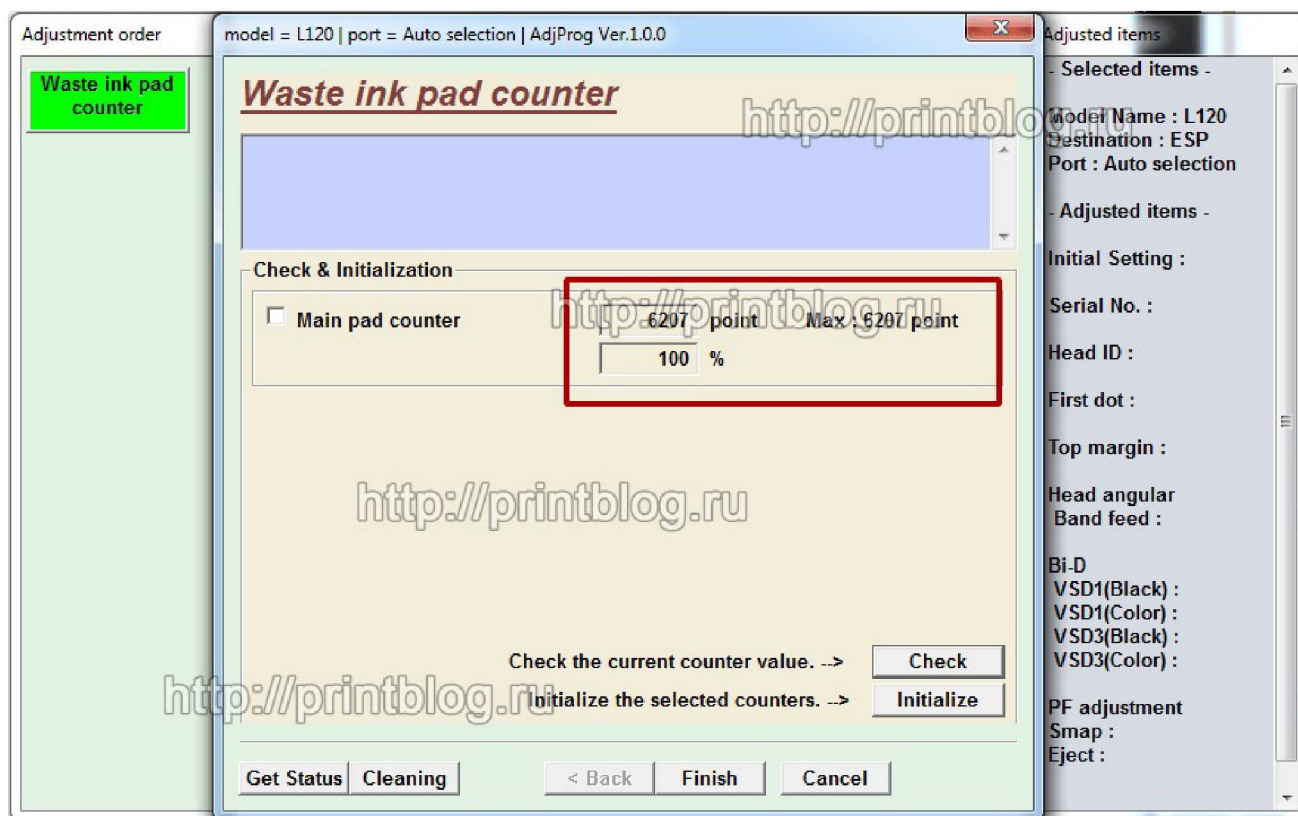 Adjustment order
Waste ink pad
counter
model = L120 | port = Auto selection | AdjProg Ver.1.0.0
Waste ink pad counter
http://printblog.ru
Check & Initialization
Main pad counter
6207 point Max : 6207 point
http://printblog.ru
100 %
http://printblog.ru
Check the current counter value. -->
Check
http://printblog.ru
Initialize the selected counters. -->
Initialize
Get Status
Cleaning
< Back
Finish
Cancel
Adjusted items
- Selected items -
Model Name : L120
Destination : ESP
Port : Auto selection
- Adjusted items -
Initial Setting :
Serial No. :
Head ID :
First dot :
Top margin :
Head angular
Band feed :
Bi-D
VSD1(Black) :
VSD1(Color) :
VSD3(Black) :
VSD3(Color) :
PF adjustment
Smap :
Eject :